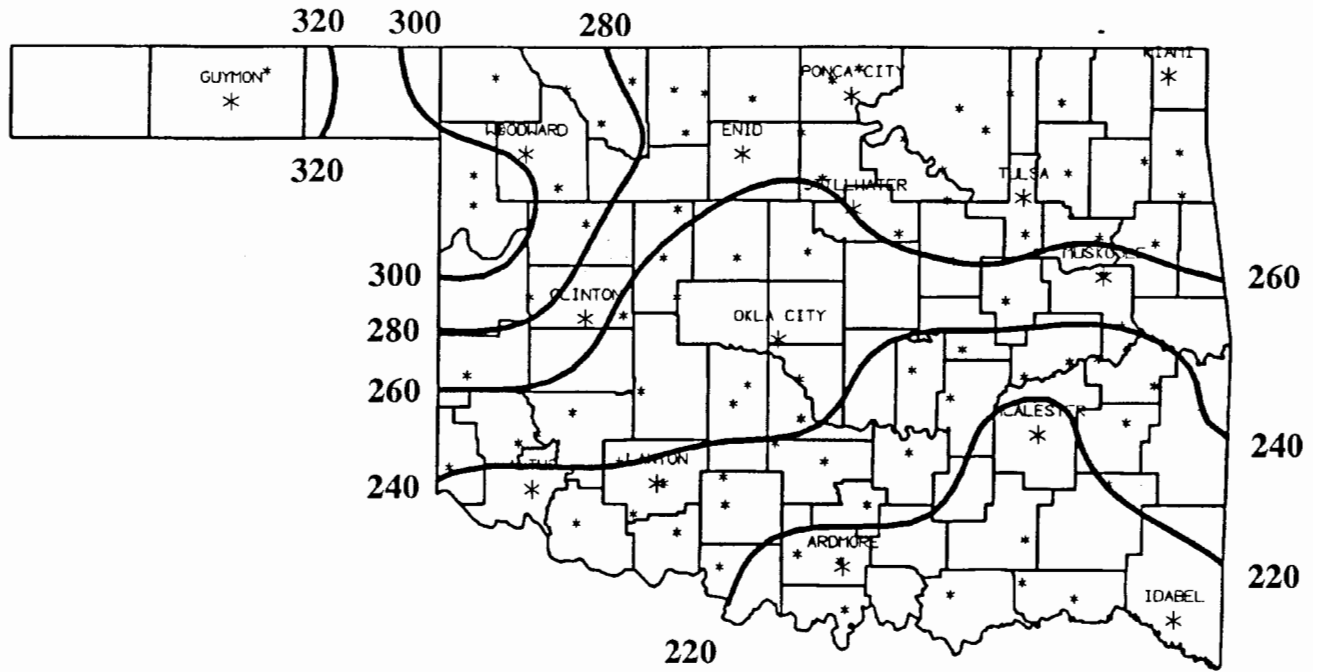 320 300 280
GUYMON
PONCA CITY
MIAMI
320
WOODWARD
ENID
STILLWATER
TULSA
300
MUSKOGEE
260
280
CLINTON
OKLA CITY
260
240
MCALESTER
240
ALTUS
LAWTON
ARDMORE
220
IDABEL
220